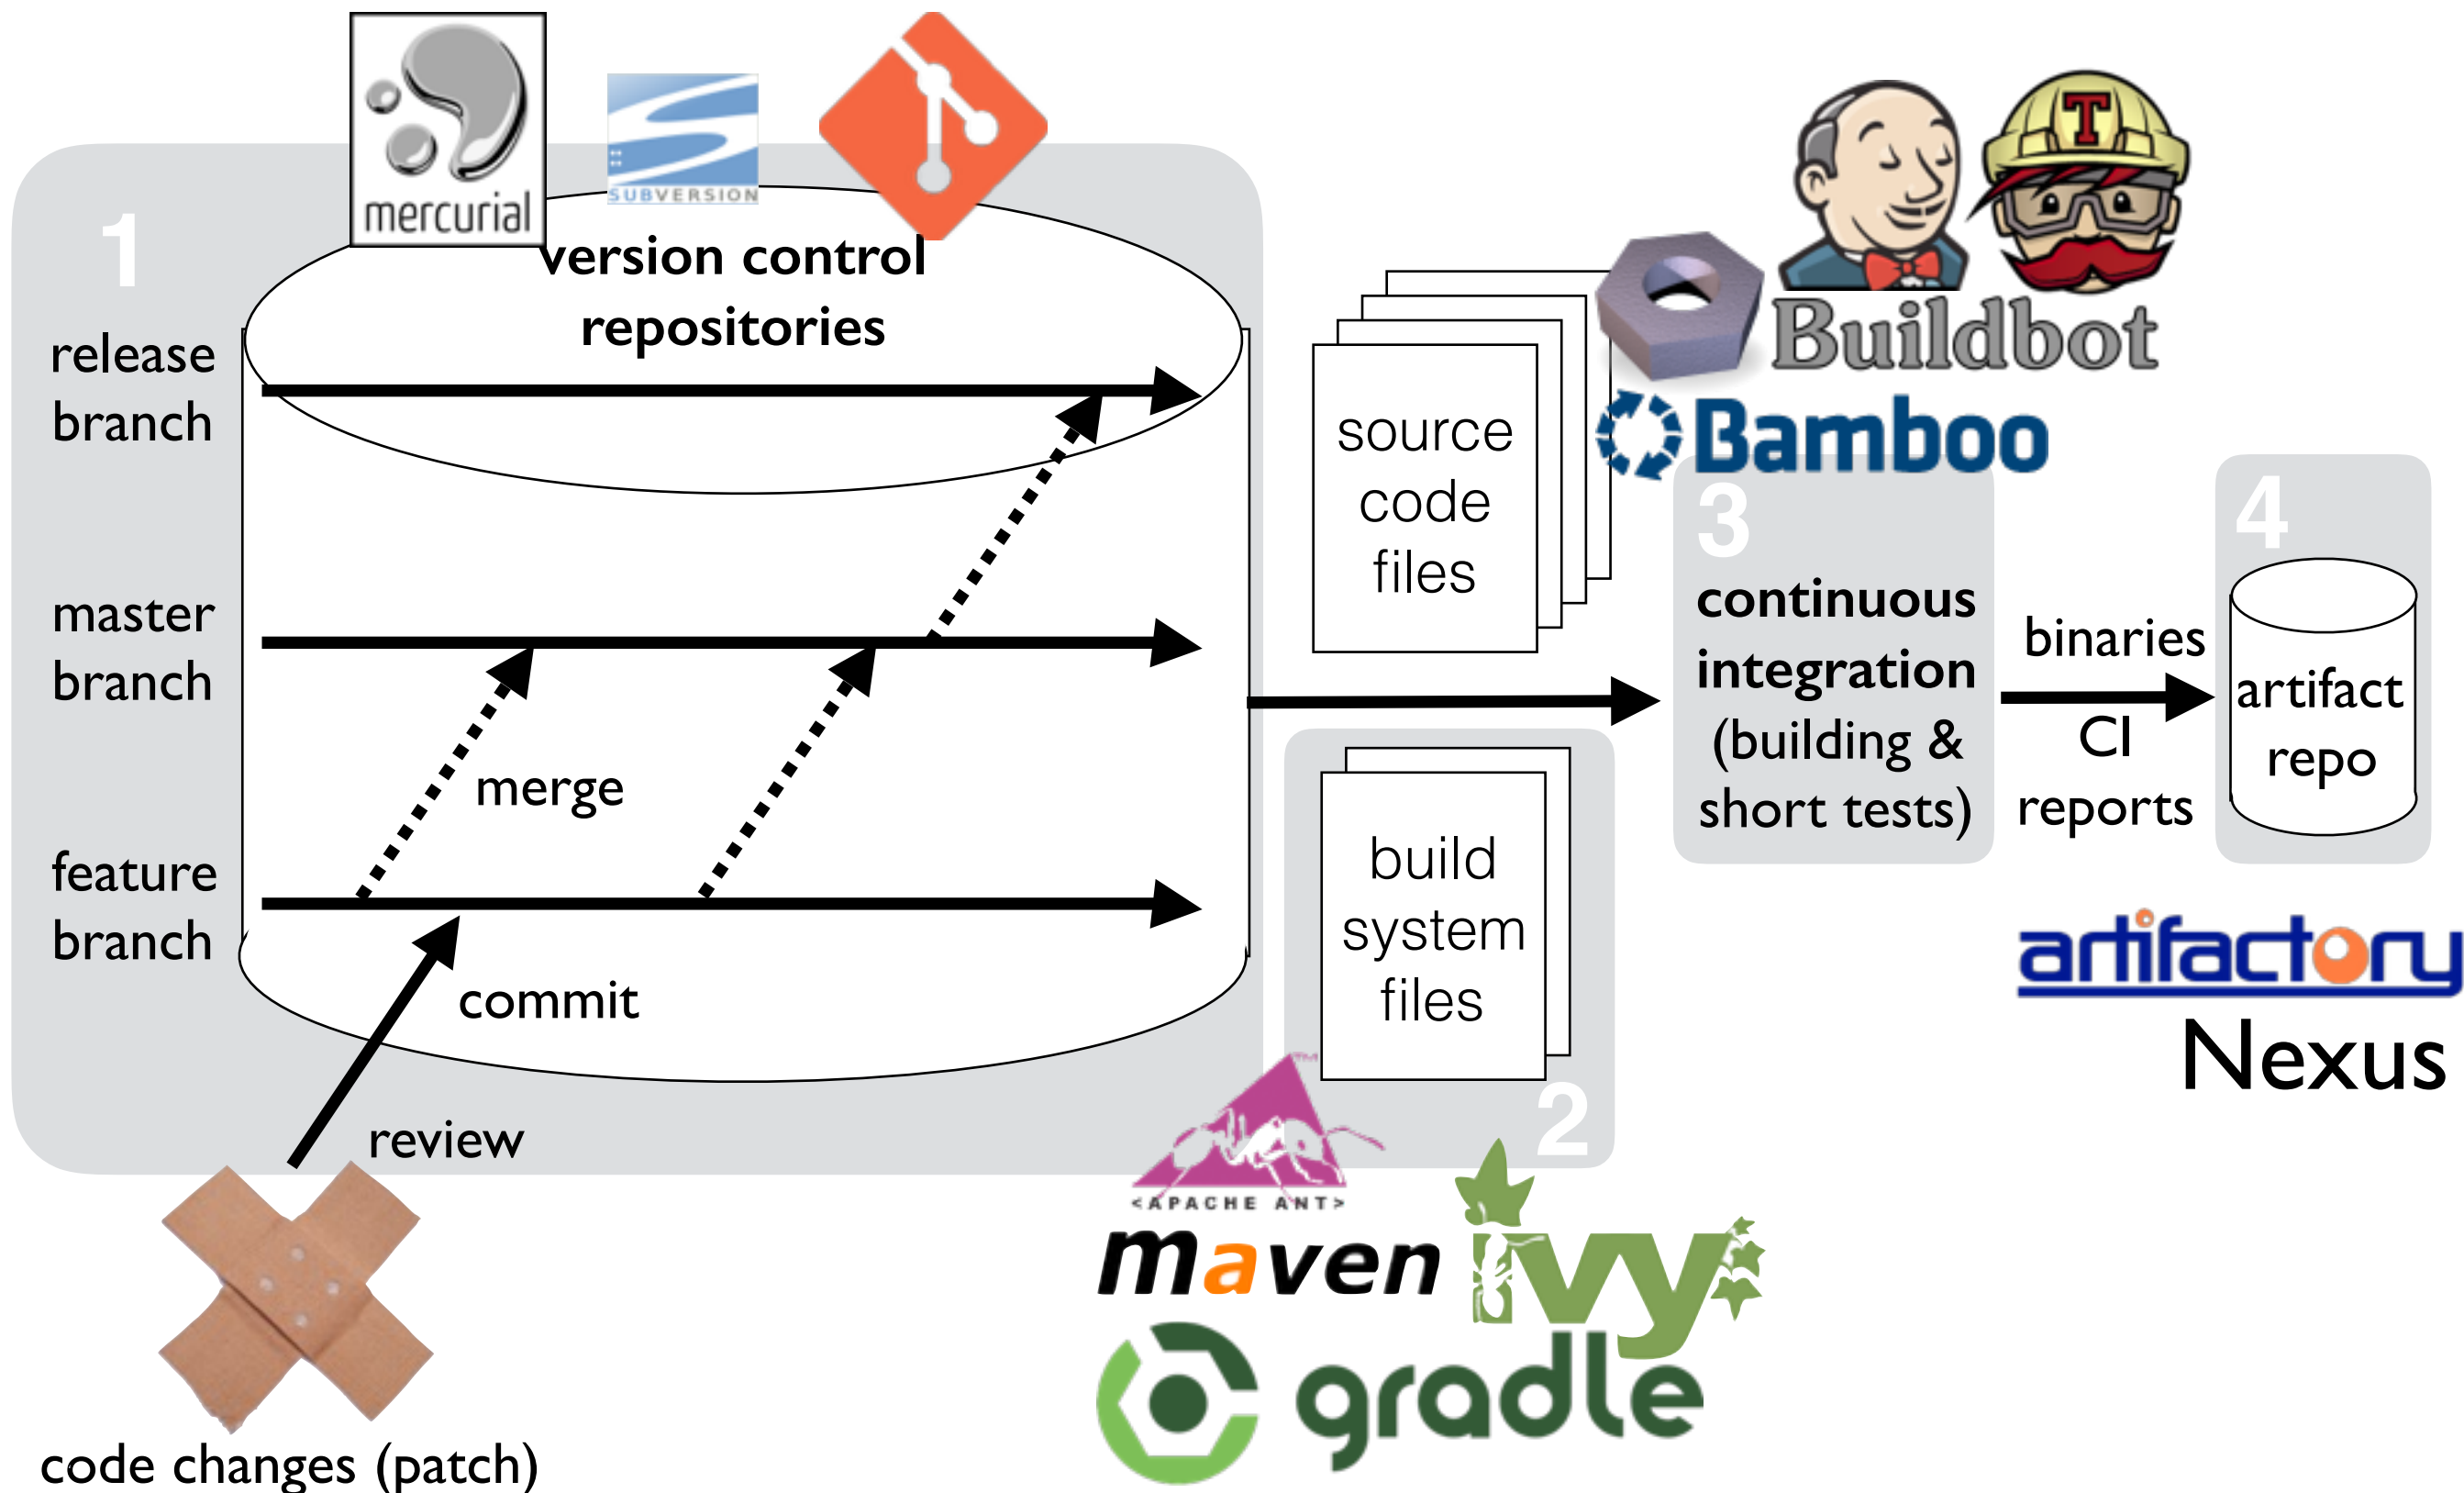 mercurial
SUBVERSION
1
version control
repositories
release
branch
master
branch
merge
feature
branch
commit
review
code changes (patch)
source
code
files
build
system
files
2
TM
<APACHE ANT>
maven
ivy
gradle
T
Buildbot
Bamboo
3
continuous
integration
(building &
short tests)
binaries
CI
reports
4
artifact
repo
artifactory
Nexus